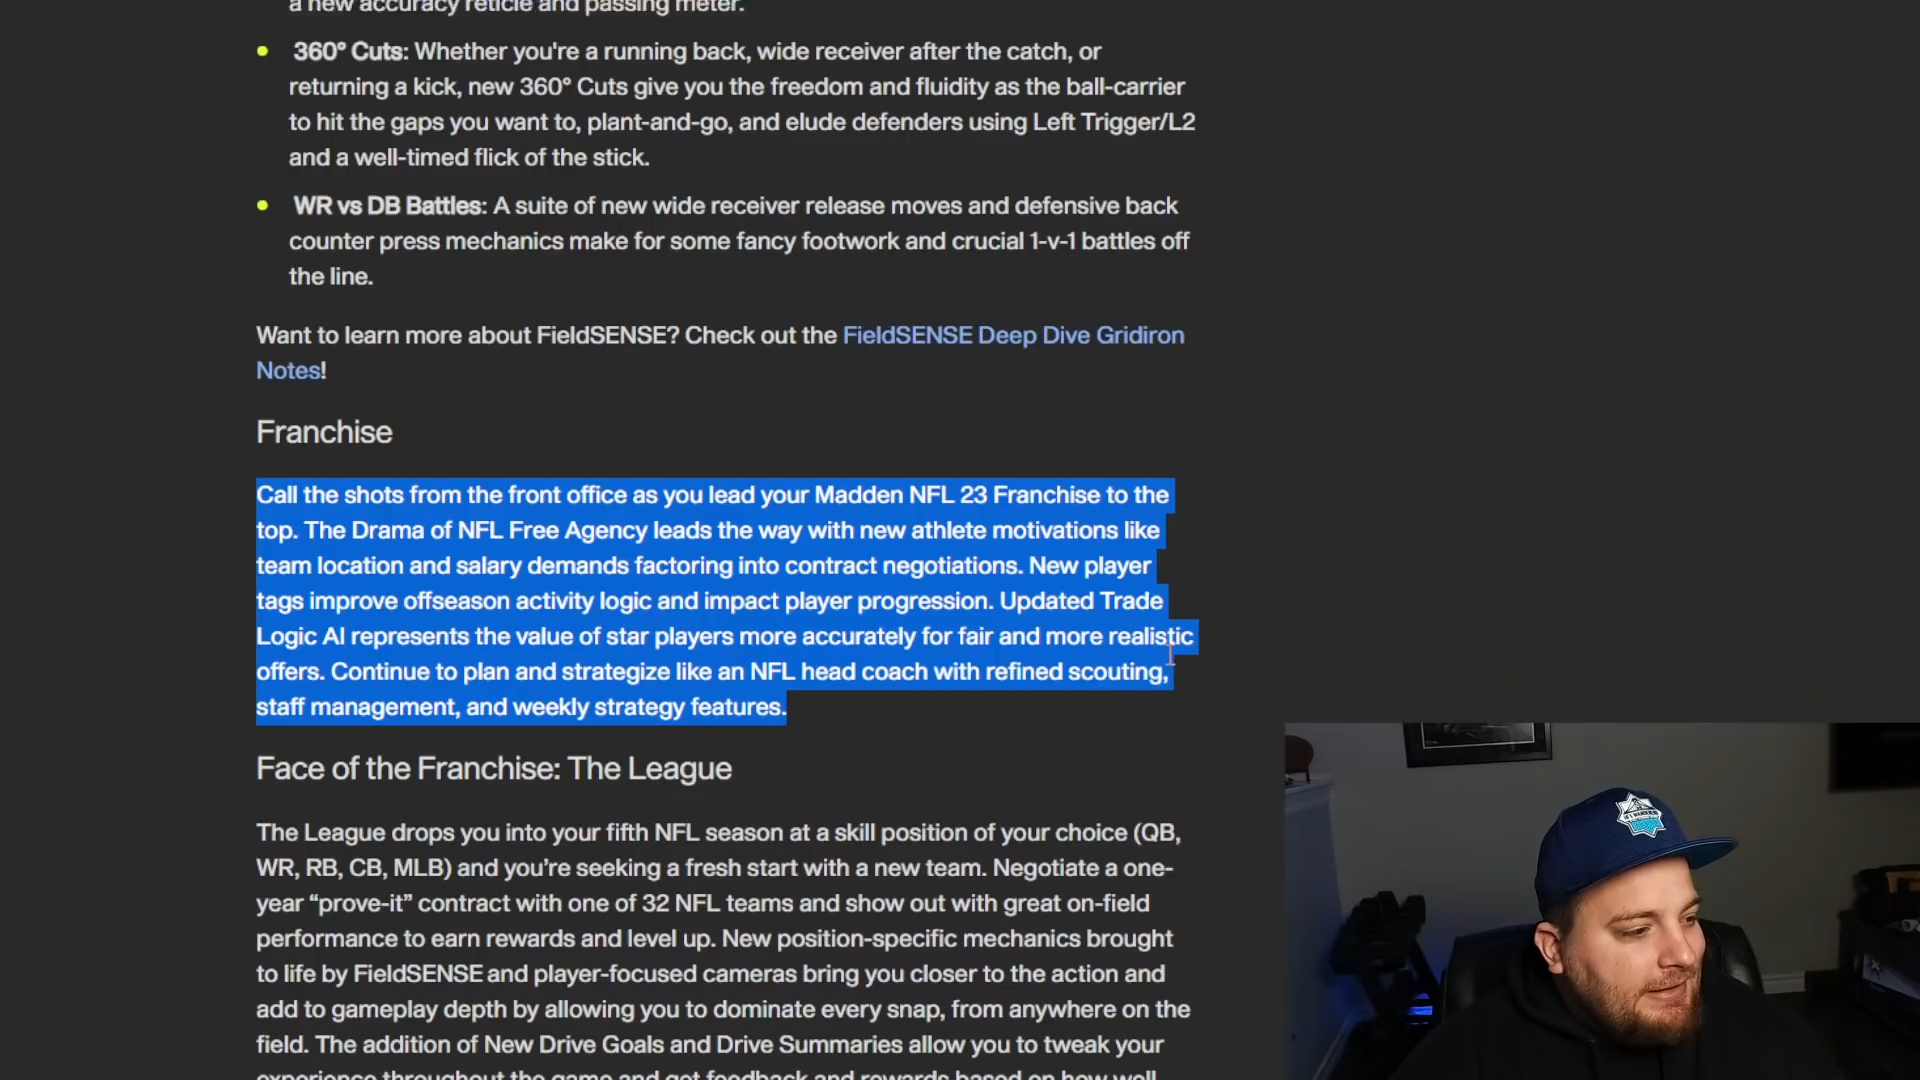 a new accuracy reticle and passing meter.
360° Cuts: Whether you're a running back, wide receiver after the catch, or
returning a kick, new 360° Cuts give you the freedom and fluidity as the ball-carrier
to hit the gaps you want to, plant-and-go, and elude defenders using Left Trigger/L2
and a well-timed flick of the stick.
WR vs DB Battles: A suite of new wide receiver release moves and defensive back
counter press mechanics make for some fancy footwork and crucial 1-v-1 battles off
the line.
Want to learn more about FieldSENSE? Check out the FieldSENSE Deep Dive Gridiron
Notes!
Franchise
Call the shots from the front office as you lead your Madden NFL 23 Franchise to the
top. The Drama of NFL Free Agency leads the way with new athlete motivations like
team location and salary demands factoring into contract negotiations. New player
tags improve offseason activity logic and impact player progression. Updated Trade
Logic AI represents the value of star players more accurately for fair and more realistic
offers. Continue to plan and strategize like an NFL head coach with refined scouting,
staff management, and weekly strategy features.
Face of the Franchise: The League
The League drops you into your fifth NFL season at a skill position of your choice (QB,
WR, RB, CB, MLB) and you’re seeking a fresh start with a new team. Negotiate a one-
year “prove-it” contract with one of 32 NFL teams and show out with great on-field
performance to earn rewards and level up. New position-specific mechanics brought
to life by FieldSENSE and player-focused cameras bring you closer to the action and
add to gameplay depth by allowing you to dominate every snap, from anywhere on the
field. The addition of New Drive Goals and Drive Summaries allow you to tweak your
experience throughout the game and get feedback and rewards based on how well